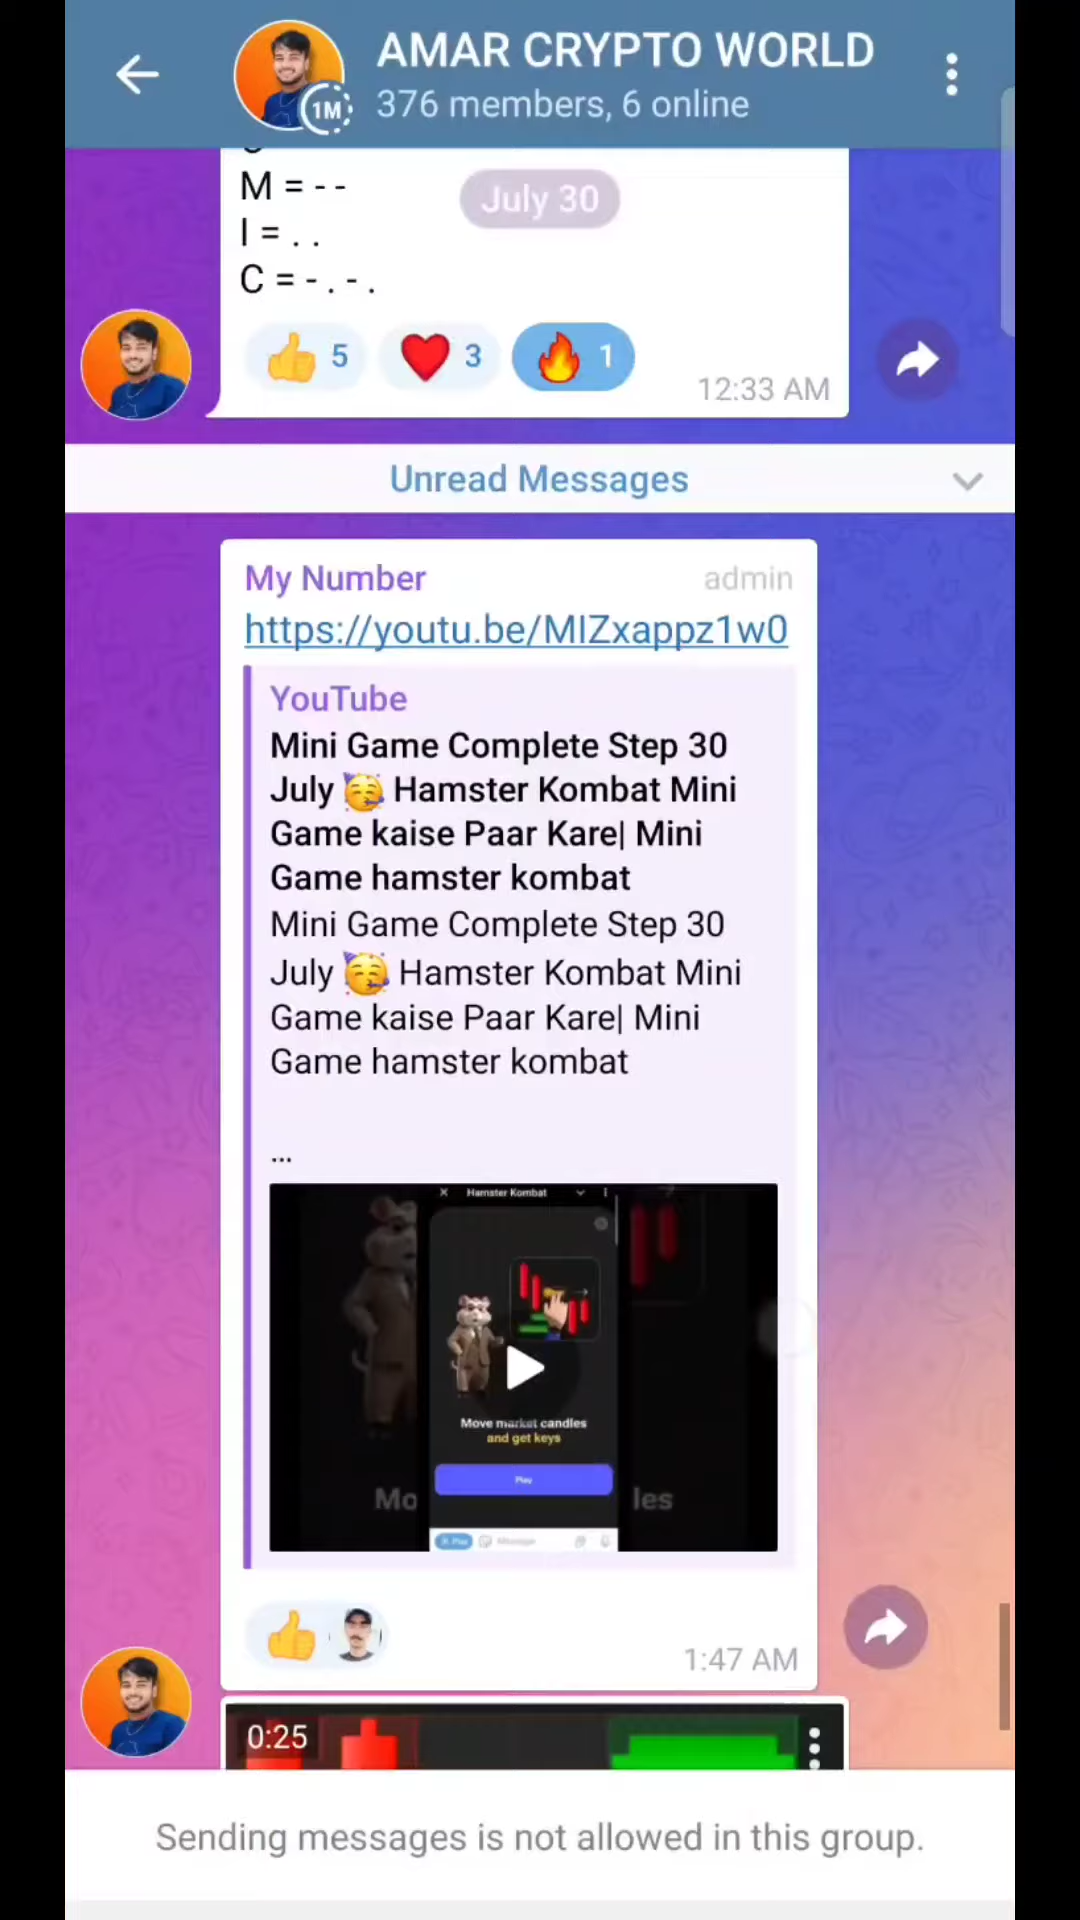 AMAR CRYPTO WORLD
1M
376 members, 6 online
M = - -
July 30
I = . .
C = - . - .
5
3
1
12:33 AM
Unread Messages
My Number
admin
https://youtu.be/MIZxappz1w0
YouTube
Mini Game Complete Step 30
July 🥳 Hamster Kombat Mini
Game kaise Paar Kare| Mini
Game hamster kombat
Mini Game Complete Step 30
July 🥳 Hamster Kombat Mini
Game kaise Paar Kare| Mini
Game hamster kombat
...
Hamster Kombat
Move market candles
and get keys
Play
Mo
les
Play
Message
1:47 AM
0:25
Sending messages is not allowed in this group.